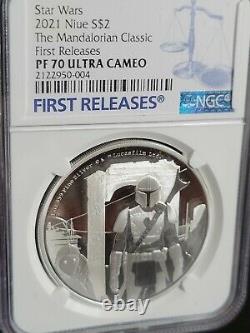 Star Wars
2021 Niue S$2
The Mandalorian Classic
First Releases
PF 70 ULTRA CAMEO
2122950-004
FIRST RELEASES
NGC